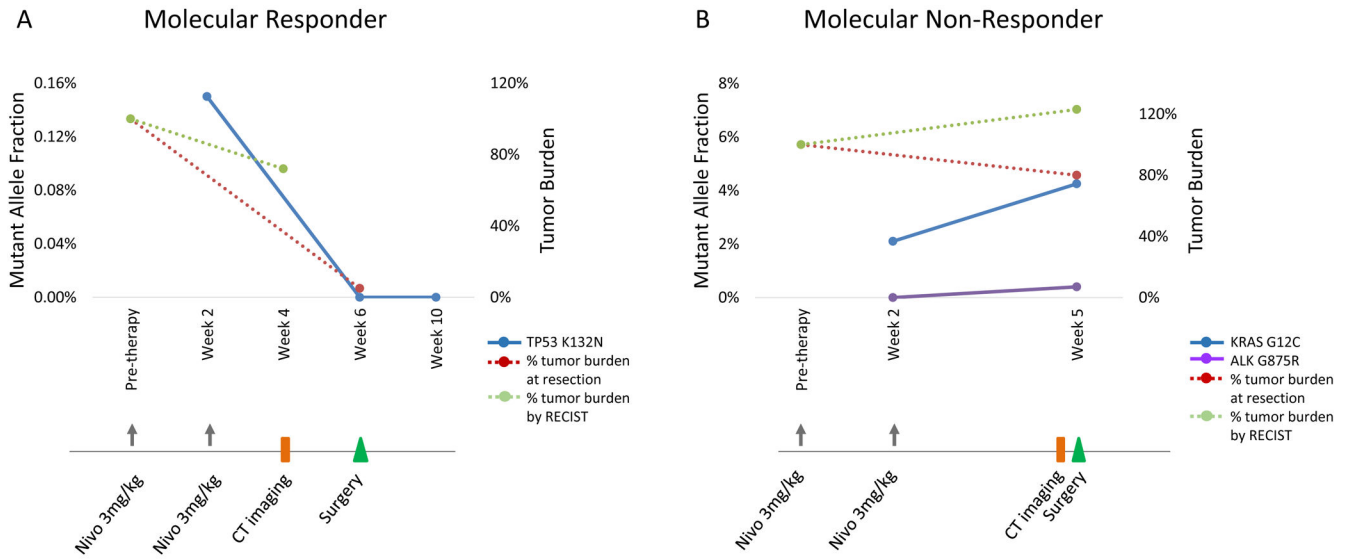 A
Molecular Responder
Mutant Allele Fraction
0.16%
0.12%
0.08%
0.04%
0.00%
120%
80%
40%
0%
Tumor Burden
Pre-therapy
Week 2
Week 4
Week 6
Week 10
TP53 K132N
% tumor burden
at resection
% tumor burden
by RECIST
Nivo 3mg/kg
Nivo 3mg/kg
CT imaging
Surgery
B
Molecular Non-Responder
Mutant Allele Fraction
8%
6%
4%
2%
0%
120%
80%
40%
0%
Tumor Burden
Pre-therapy
Week 2
Week 5
KRAS G12C
ALK G875R
% tumor burden
at resection
% tumor burden
by RECIST
Nivo 3mg/kg
Nivo 3mg/kg
CT imaging
Surgery